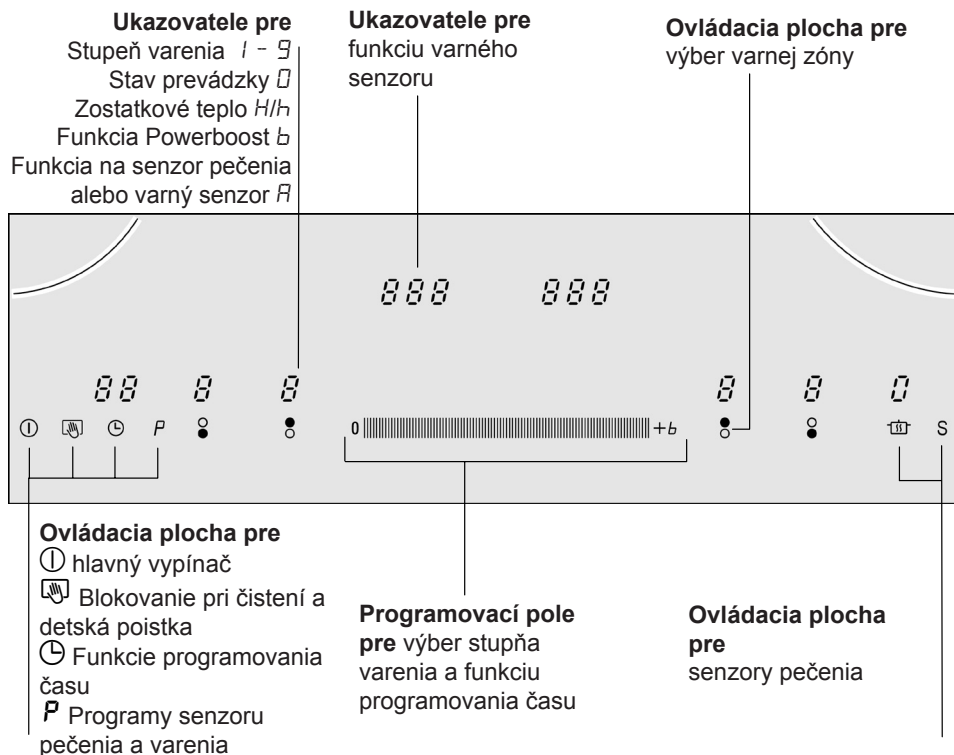 Ukazovatele pre
Stupeň varenia 1 - 9
Stav prevádzky 0
Zostatkové teplo H/h
Funkcia Powerboost b
Funkcia na senzor pečenia
alebo varný senzor A
Ukazovatele pre
funkciu varného
senzoru
Ovládacia plocha pre
výber varnej zóny
888 888
88 8 8 8 8 0
P 0 +b S
Ovládacia plocha pre
hlavný vypínač
Blokovanie pri čistení a
detská poistka
Funkcie programovania
času
P Programy senzoru
pečenia a varenia
Programovací pole
pre výber stupňa
varenia a funkciu
programovania času
Ovládacia plocha
pre
senzory pečenia